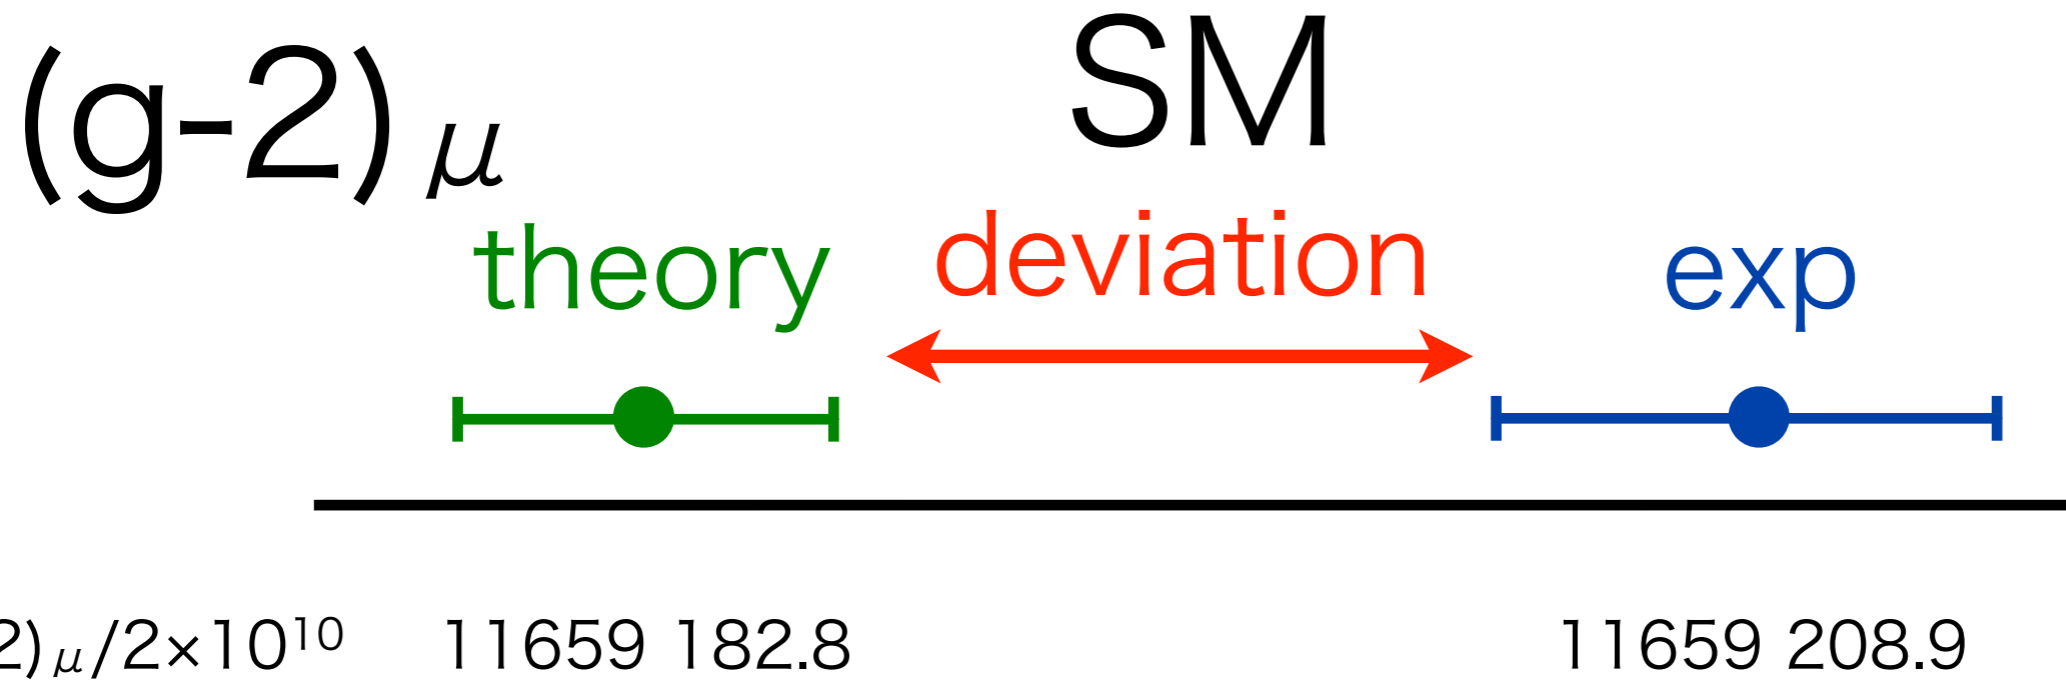 (g-2)μ
SM
theory
deviation
exp
2)μ/2×10¹⁰
11659 182.8
11659 208.9